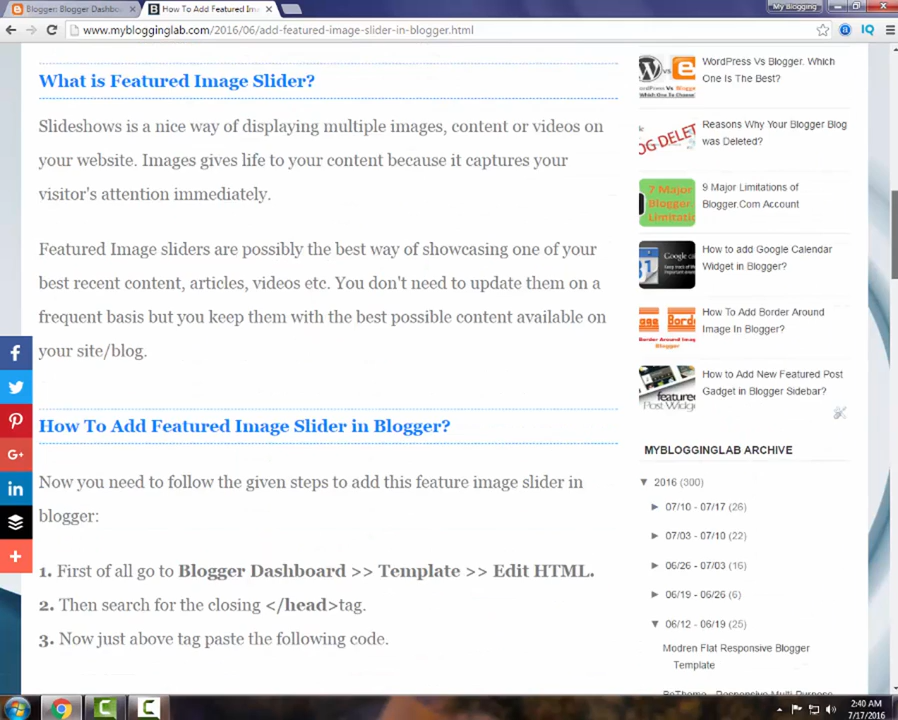 Blogger: Blogger Dashbo
How To Add Featured Im
My Blogging
www.myblogginglab.com/2016/06/add-featured-image-slider-in-blogger.html
What is Featured Image Slider?
Slideshows is a nice way of displaying multiple images, content or videos on
your website. Images gives life to your content because it captures your
visitor's attention immediately.
Featured Image sliders are possibly the best way of showcasing one of your
best recent content, articles, videos etc. You don't need to update them on a
frequent basis but you keep them with the best possible content available on
your site/blog.
How To Add Featured Image Slider in Blogger?
Now you need to follow the given steps to add this feature image slider in
blogger:
1. First of all go to Blogger Dashboard >> Template >> Edit HTML.
2. Then search for the closing </head>tag.
3. Now just above tag paste the following code.
WordPress Vs Blogger. Which
One Is The Best?
Reasons Why Your Blogger Blog
was Deleted?
7 Major
Blogger
Limitati
9 Major Limitations of
Blogger.Com Account
How to add Google Calendar
Widget in Blogger?
How To Add Border Around
Image In Blogger?
How to Add New Featured Post
Gadget in Blogger Sidebar?
MYBLOGGINGLAB ARCHIVE
▼ 2016 (300)
► 07/10 - 07/17 (26)
► 07/03 - 07/10 (22)
► 06/26 - 07/03 (16)
► 06/19 - 06/26 (6)
▼ 06/12 - 06/19 (25)
Modren Flat Responsive Blogger
Template
BeTheme - Responsive Multi-Purpose
2:40 AM
7/17/2016